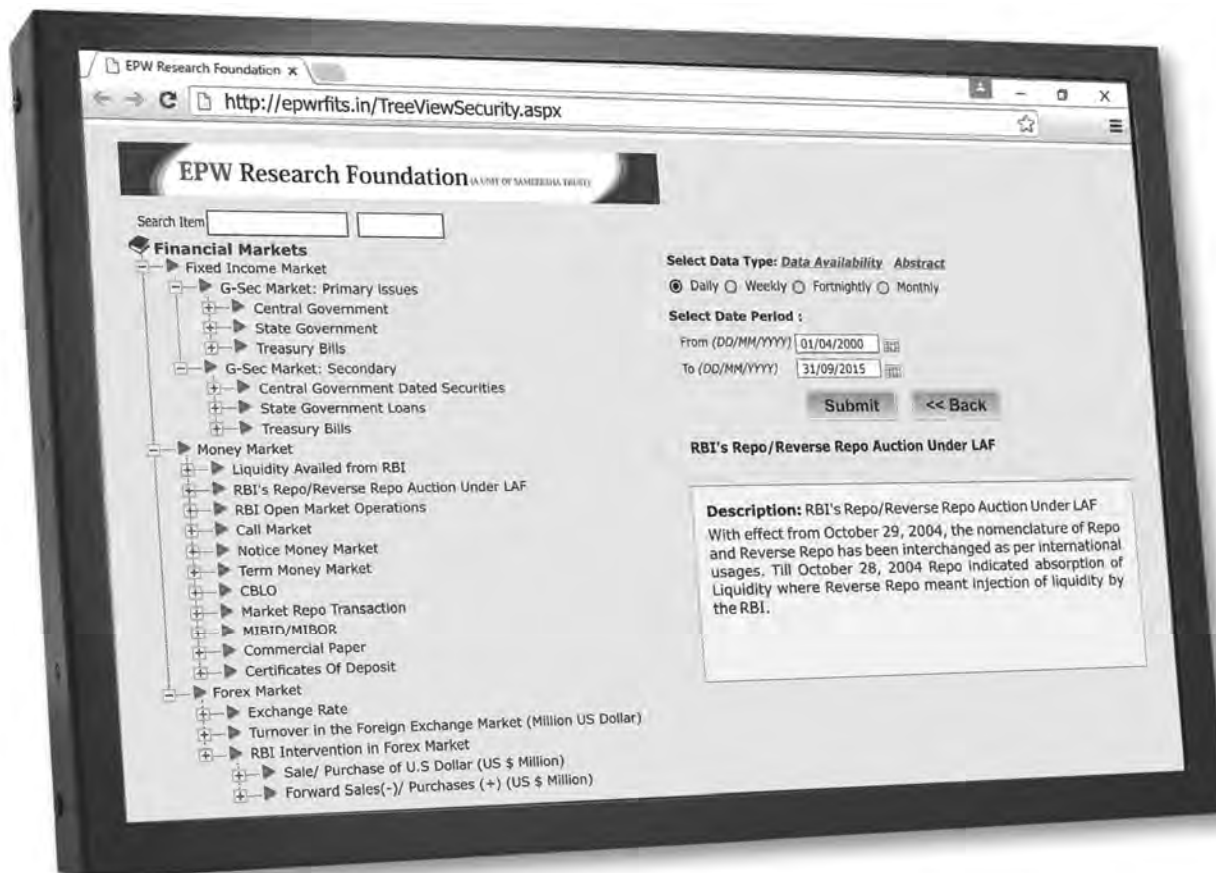 EPW Research Foundation x
http://epwrfits.in/TreeViewSecurity.aspx
EPW Research Foundation (A UNIT OF SAMEEKSHA TRUST)
Search Item
Financial Markets
Fixed Income Market
G-Sec Market: Primary Issues
Central Government
State Government
Treasury Bills
G-Sec Market: Secondary
Central Government Dated Securities
State Government Loans
Treasury Bills
Money Market
Liquidity Availed from RBI
RBI's Repo/Reverse Repo Auction Under LAF
RBI Open Market Operations
Call Market
Notice Money Market
Term Money Market
CBLO
Market Repo Transaction
MIBID/MIBOR
Commercial Paper
Certificates Of Deposit
Forex Market
Exchange Rate
Turnover in the Foreign Exchange Market (Million US Dollar)
RBI Intervention in Forex Market
Sale/ Purchase of U.S Dollar (US $ Million)
Forward Sales(-)/ Purchases (+) (US $ Million)
Select Data Type: Data Availability Abstract
Daily Weekly Fortnightly Monthly
Select Date Period :
From (DD/MM/YYYY) 01/04/2000
To (DD/MM/YYYY) 31/09/2015
Submit << Back
RBI's Repo/Reverse Repo Auction Under LAF
Description: RBI's Repo/Reverse Repo Auction Under LAF
With effect from October 29, 2004, the nomenclature of Repo
and Reverse Repo has been interchanged as per international
usages. Till October 28, 2004 Repo indicated absorption of
Liquidity where Reverse Repo meant injection of liquidity by
the RBI.